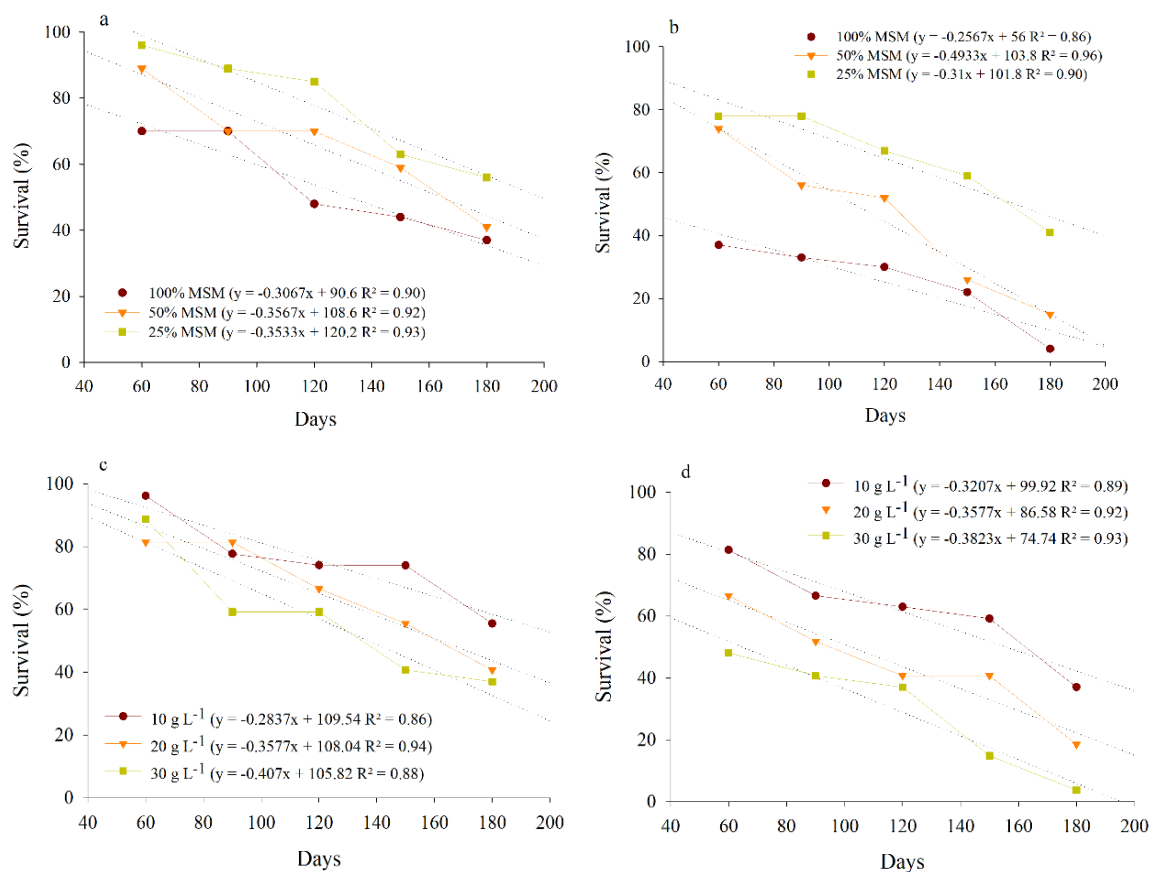 a
100
80
60
40
20
0
Survival (%)
100% MSM (y = -0.3067x + 90.6 R² = 0.90)
50% MSM (y = -0.3567x + 108.6 R² = 0.92)
25% MSM (y = -0.3533x + 120.2 R² = 0.93)
40 60 80 100 120 140 160 180 200
Days
b
100
80
60
40
20
0
Survival (%)
100% MSM (y = -0.2567x + 56 R² = 0.86)
50% MSM (y = -0.4933x + 103.8 R² = 0.96)
25% MSM (y = -0.31x + 101.8 R² = 0.90)
40 60 80 100 120 140 160 180 200
Days
c
100
80
60
40
20
0
Survival (%)
10 g L⁻¹ (y = -0.2837x + 109.54 R² = 0.86)
20 g L⁻¹ (y = -0.3577x + 108.04 R² = 0.94)
30 g L⁻¹ (y = -0.407x + 105.82 R² = 0.88)
40 60 80 100 120 140 160 180 200
Days
d
100
80
60
40
20
0
Survival (%)
10 g L⁻¹ (y = -0.3207x + 99.92 R² = 0.89)
20 g L⁻¹ (y = -0.3577x + 86.58 R² = 0.92)
30 g L⁻¹ (y = -0.3823x + 74.74 R² = 0.93)
40 60 80 100 120 140 160 180 200
Days